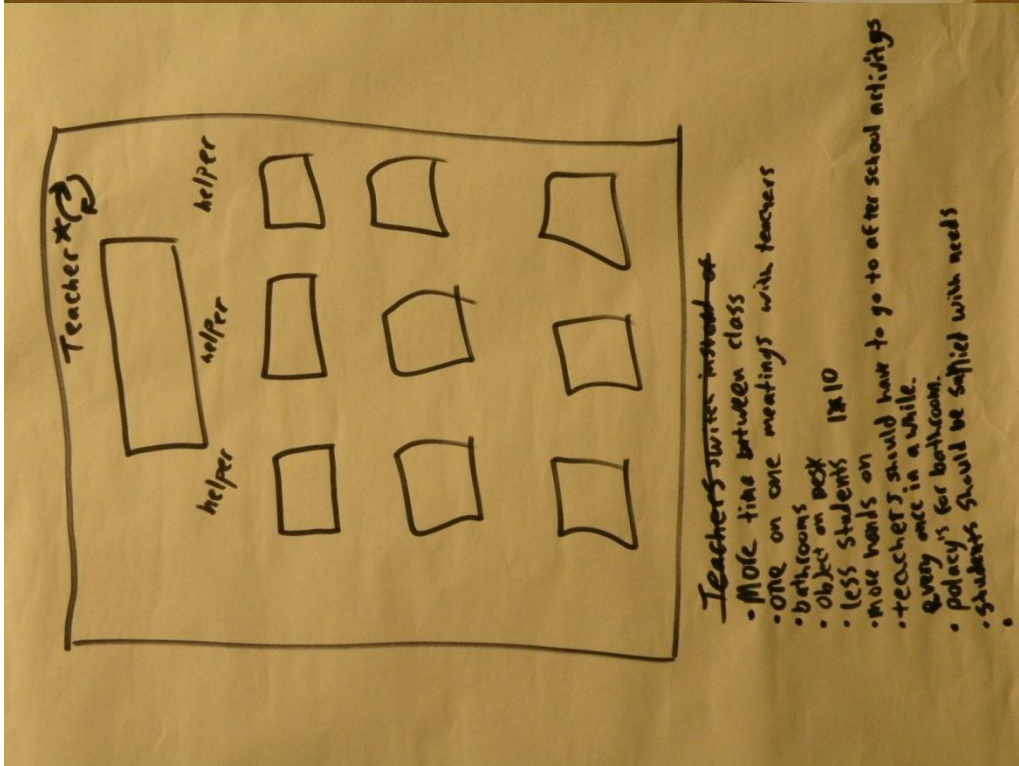 Teacher *
helper helper helper
Teachers switch instead of
• More time between class
• one on one meatings with teachers
• bathrooms
• Object on desk
• less students 1x10
• more hands on
• teachers should have to go to after school activitys
every once in a while.
• polacy's for bathroom.
• students should be suplied with needs
•